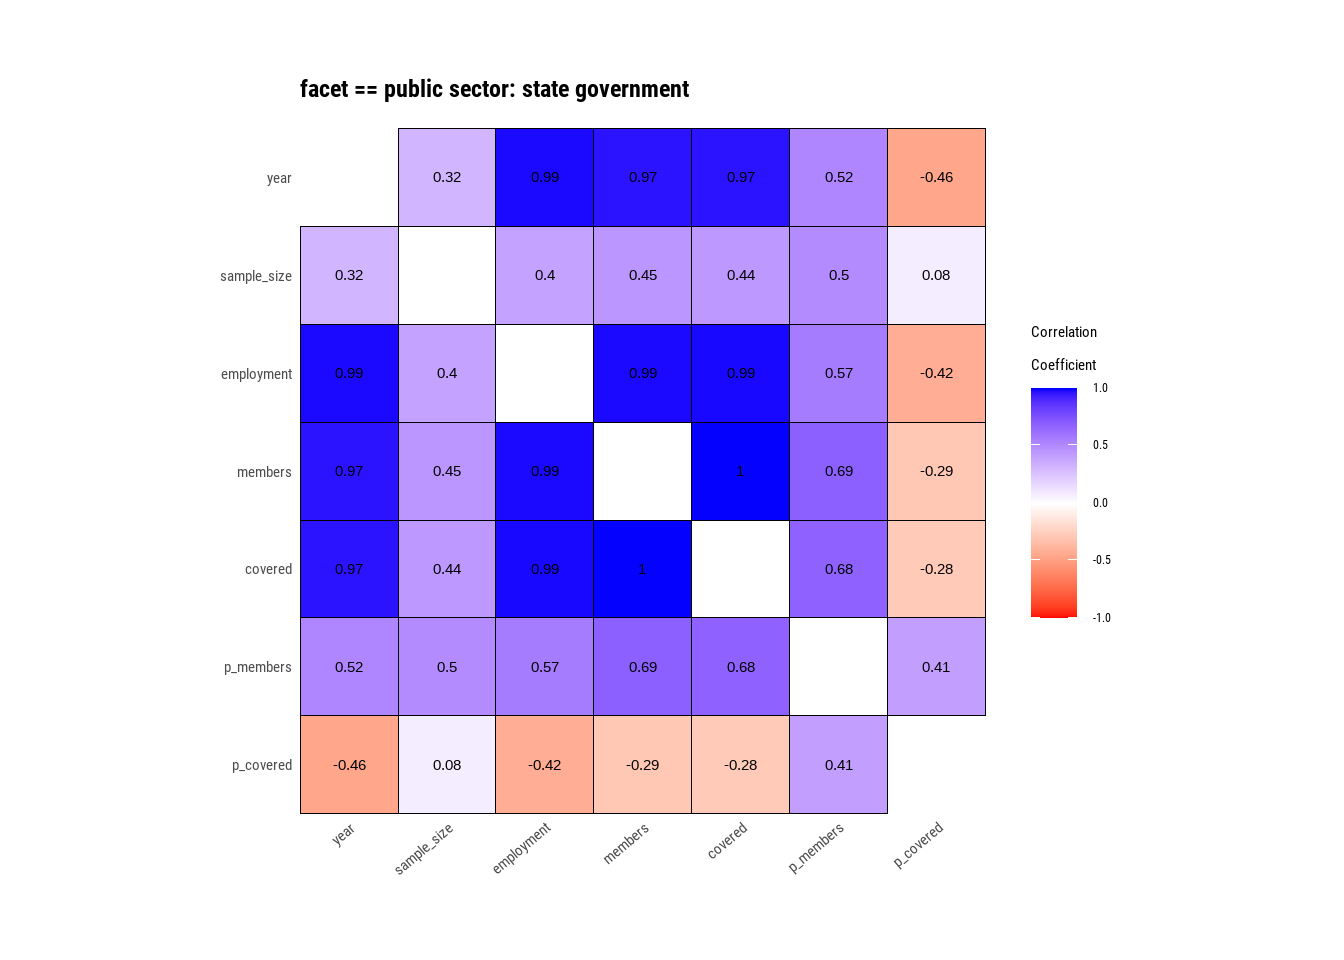 facet == public sector: state government
year 0.32 0.99 0.97 0.97 0.52 -0.46
sample_size 0.32 0.4 0.45 0.44 0.5 0.08
employment 0.99 0.4 0.99 0.99 0.57 -0.42
members 0.97 0.45 0.99 1 0.69 -0.29
covered 0.97 0.44 0.99 1 0.68 -0.28
p_members 0.52 0.5 0.57 0.69 0.68 0.41
p_covered -0.46 0.08 -0.42 -0.29 -0.28 0.41
year sample_size employment members covered p_members p_covered
Correlation
Coefficient
1.0
0.5
0.0
-0.5
-1.0